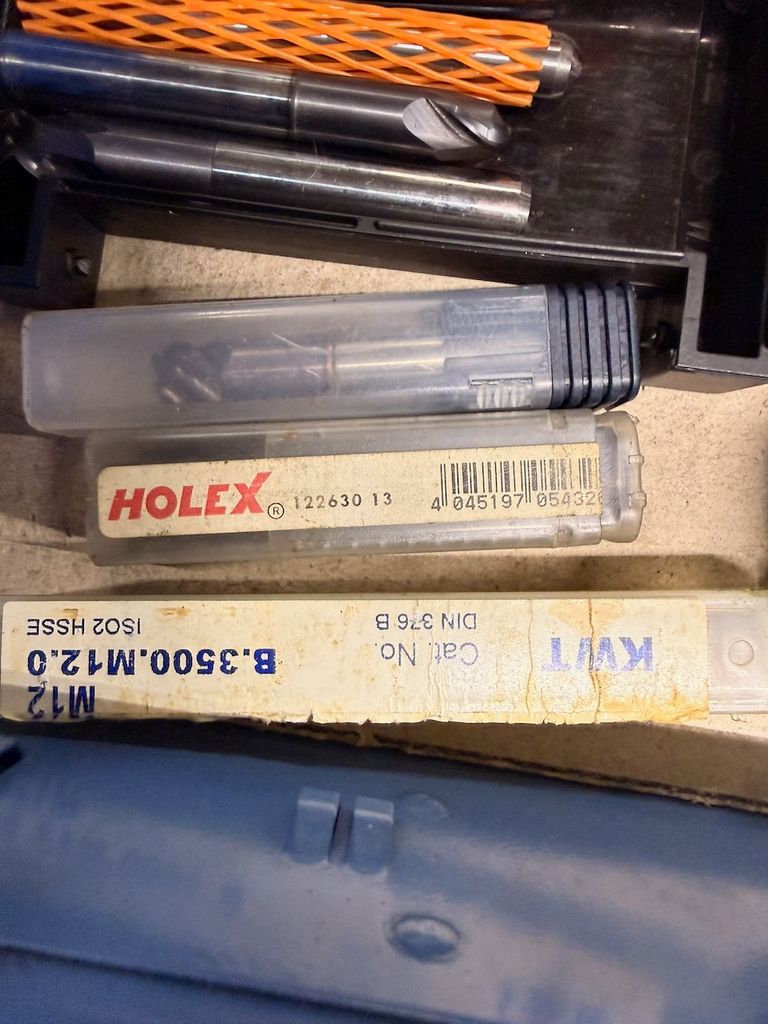 HOLEX® 122630 13
4 045197 05432
KWT
Cat. No. B.3500.M12.0 M12
DIN 376 B ISO2 HSSE